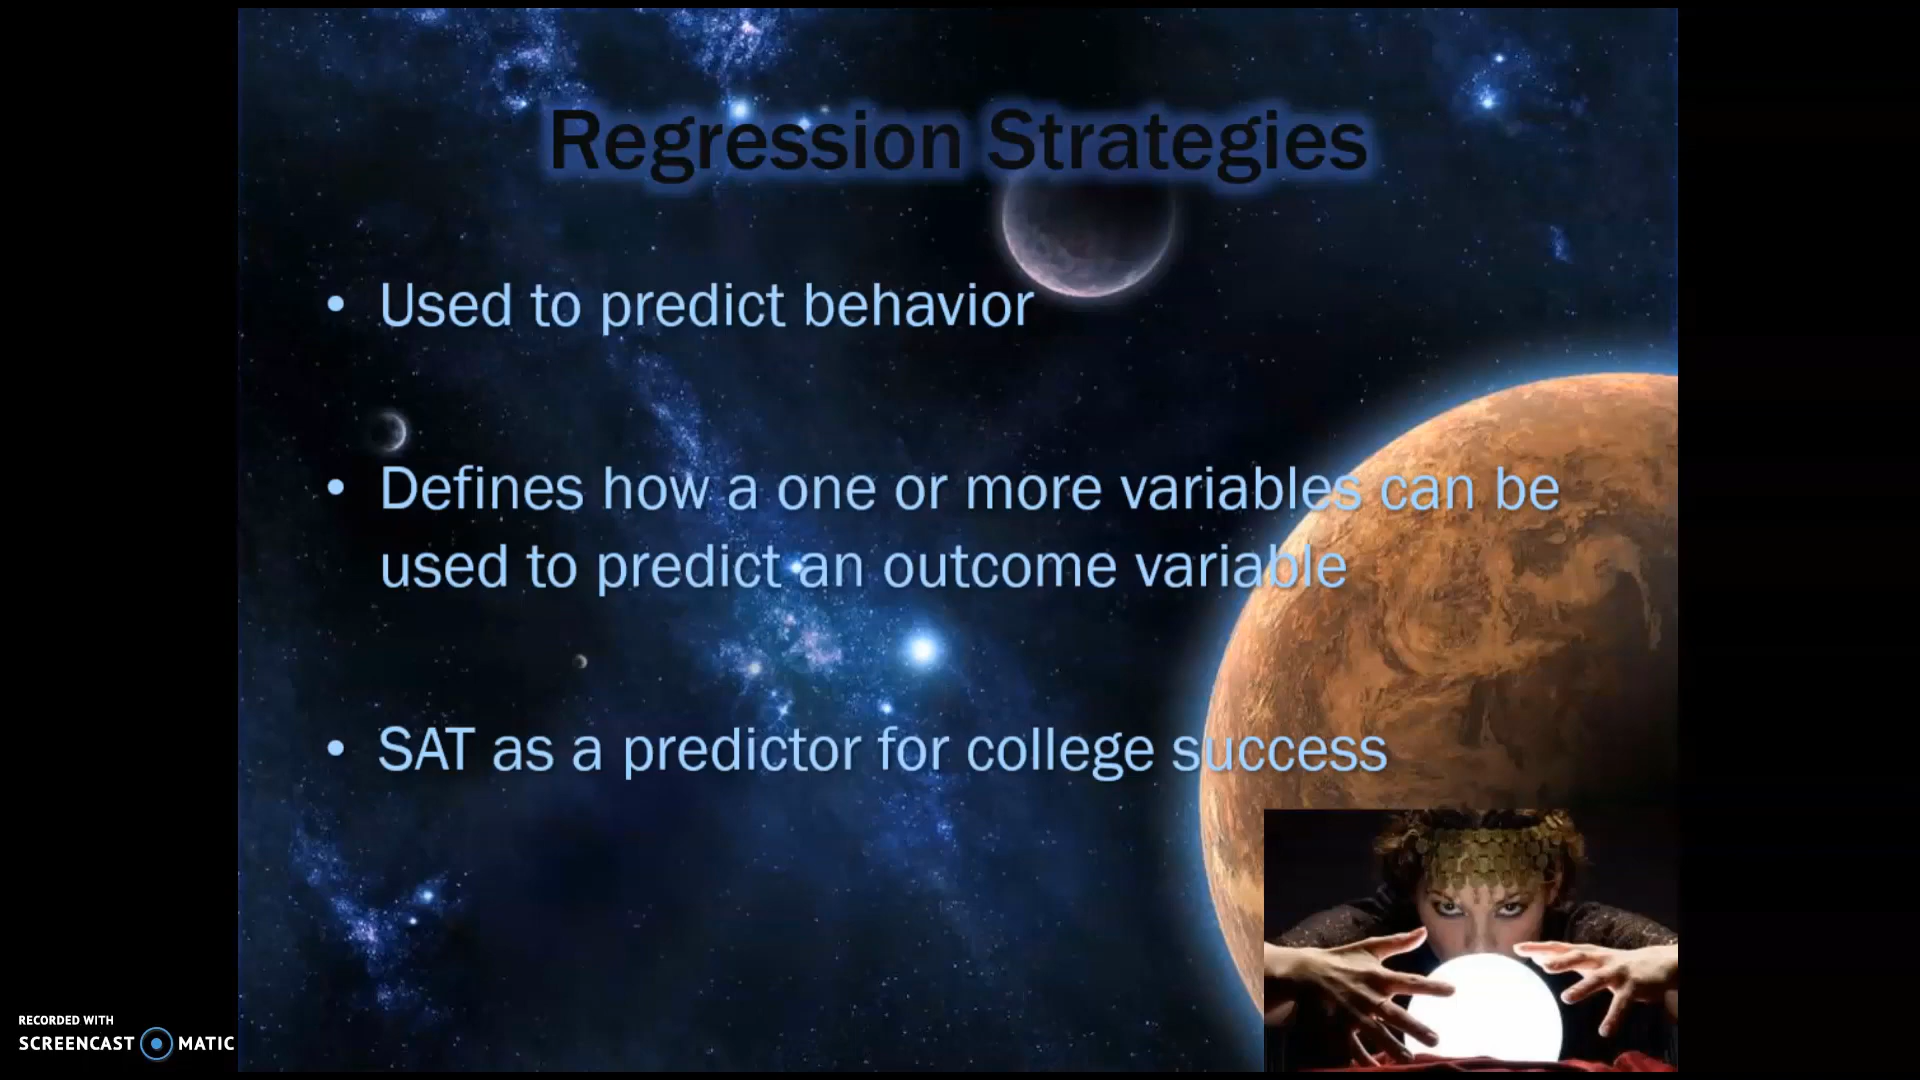 Regression Strategies
• Used to predict behavior
• Defines how a one or more variables can be
used to predict an outcome variable
• SAT as a predictor for college success
RECORDED WITH
SCREENCAST MATIC